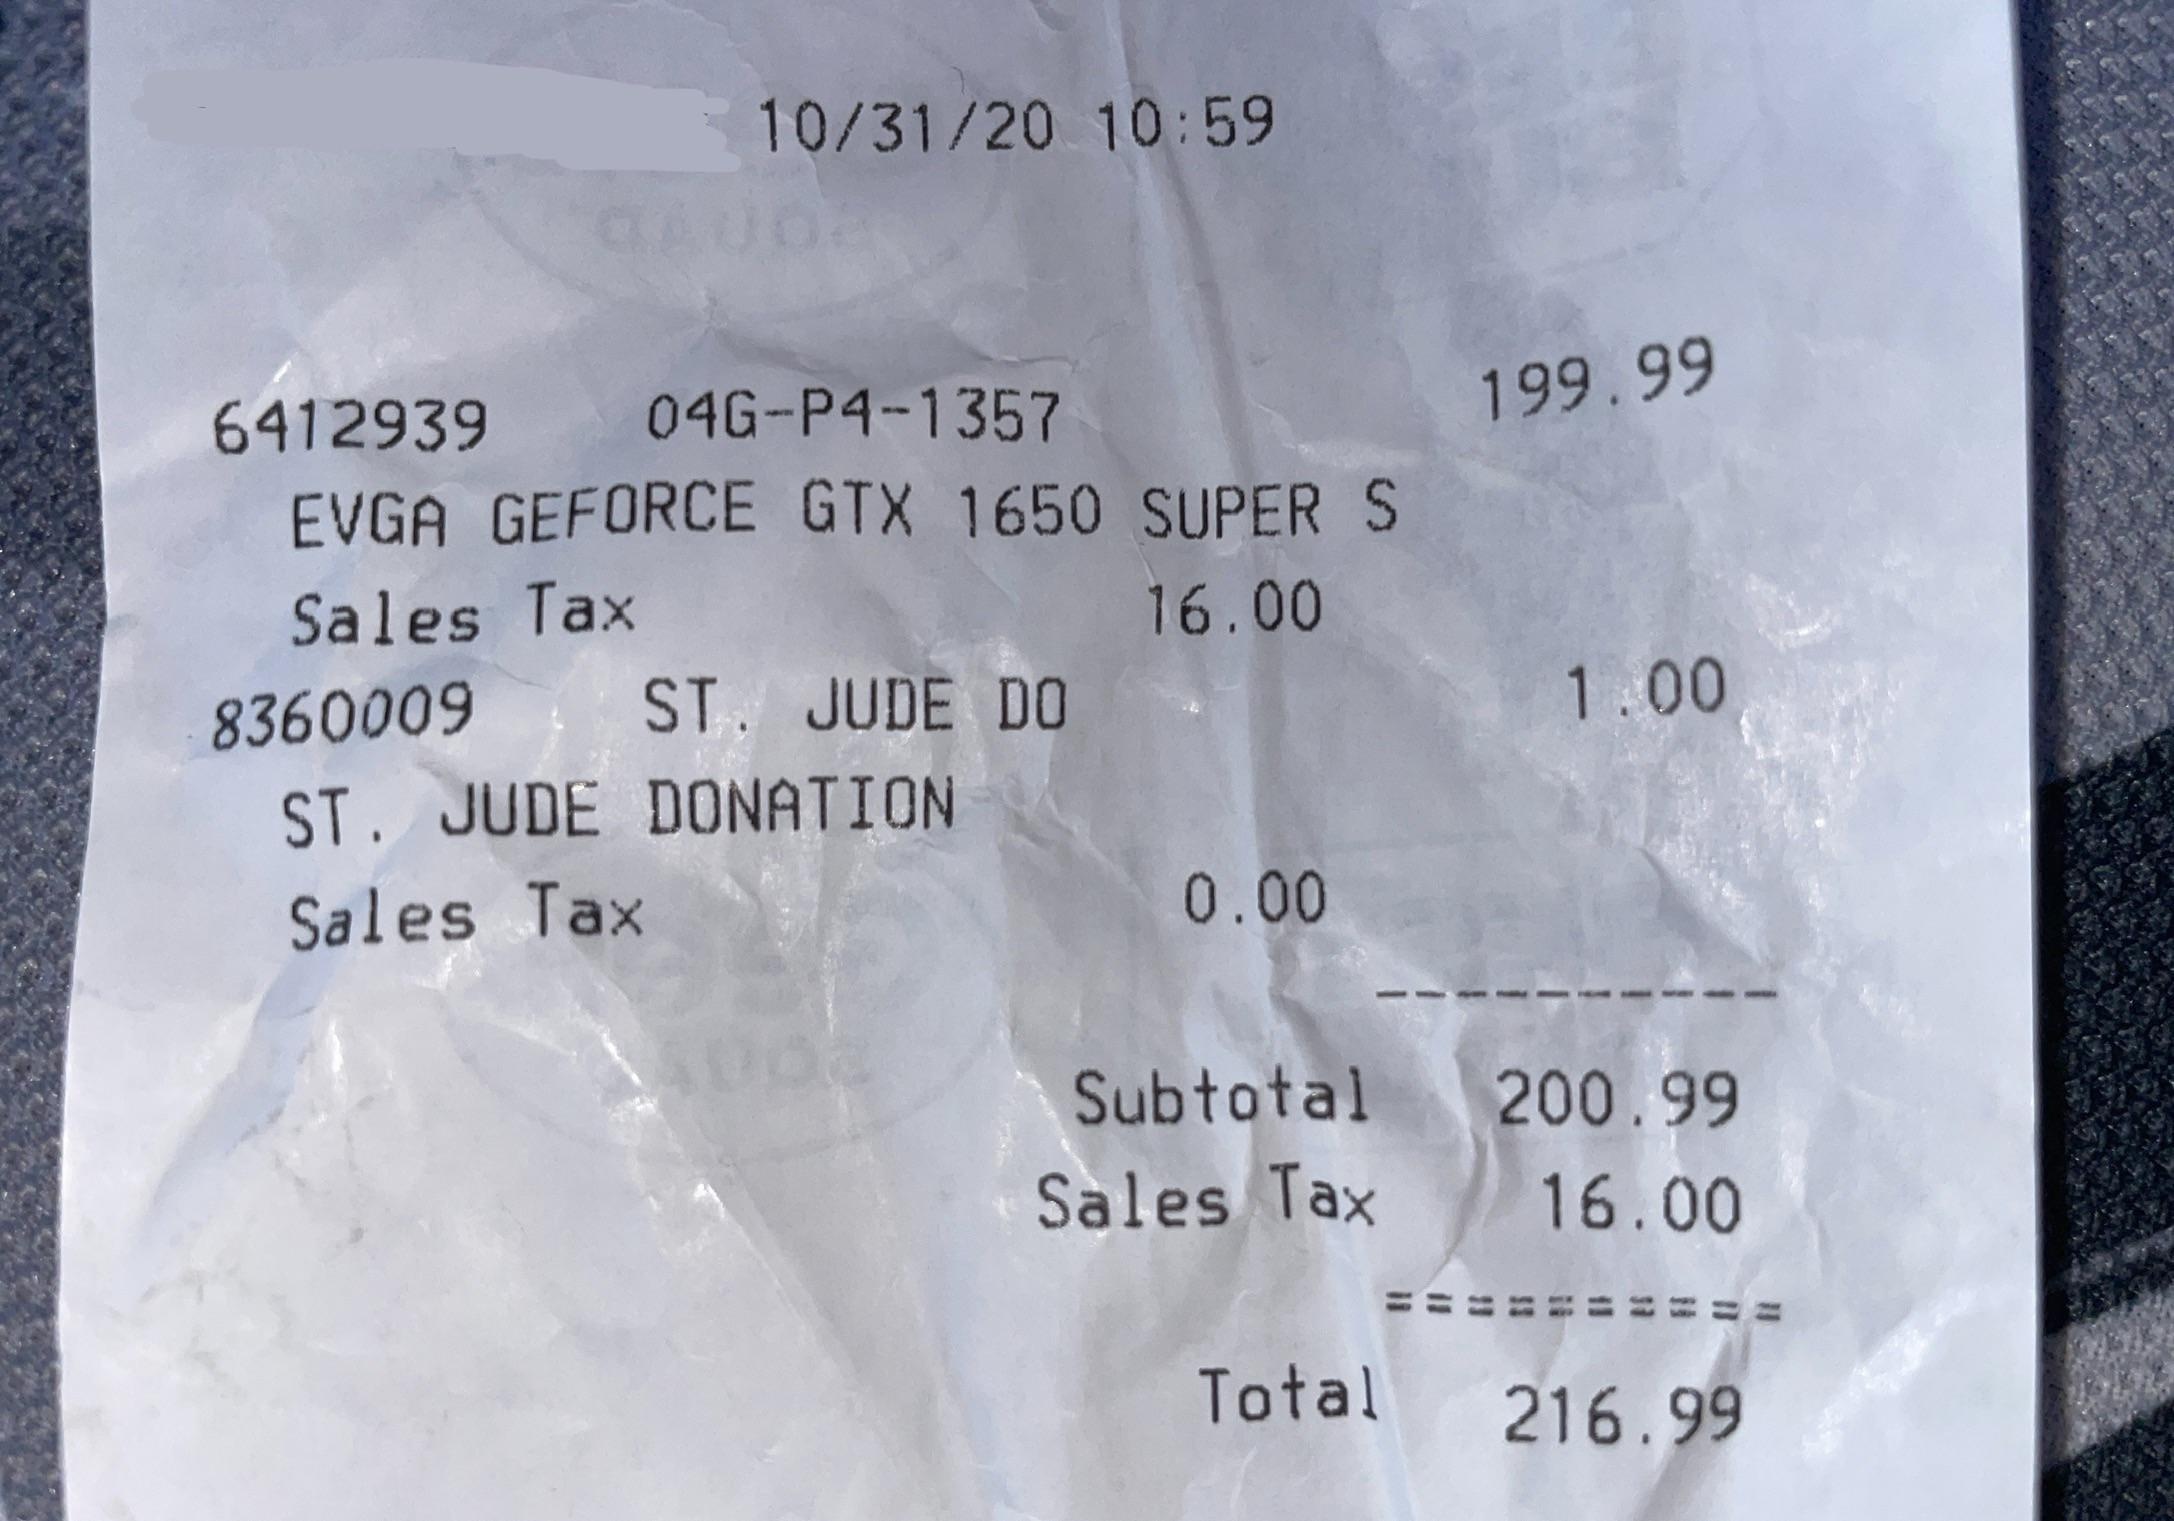 10/31/20 10:59
6412939 04G-P4-1357 199.99
EVGA GEFORCE GTX 1650 SUPER S
Sales Tax 16.00
8360009 ST. JUDE DO 1.00
ST. JUDE DONATION
Sales Tax 0.00
----------
Subtotal 200.99
Sales Tax 16.00
==========
Total 216.99